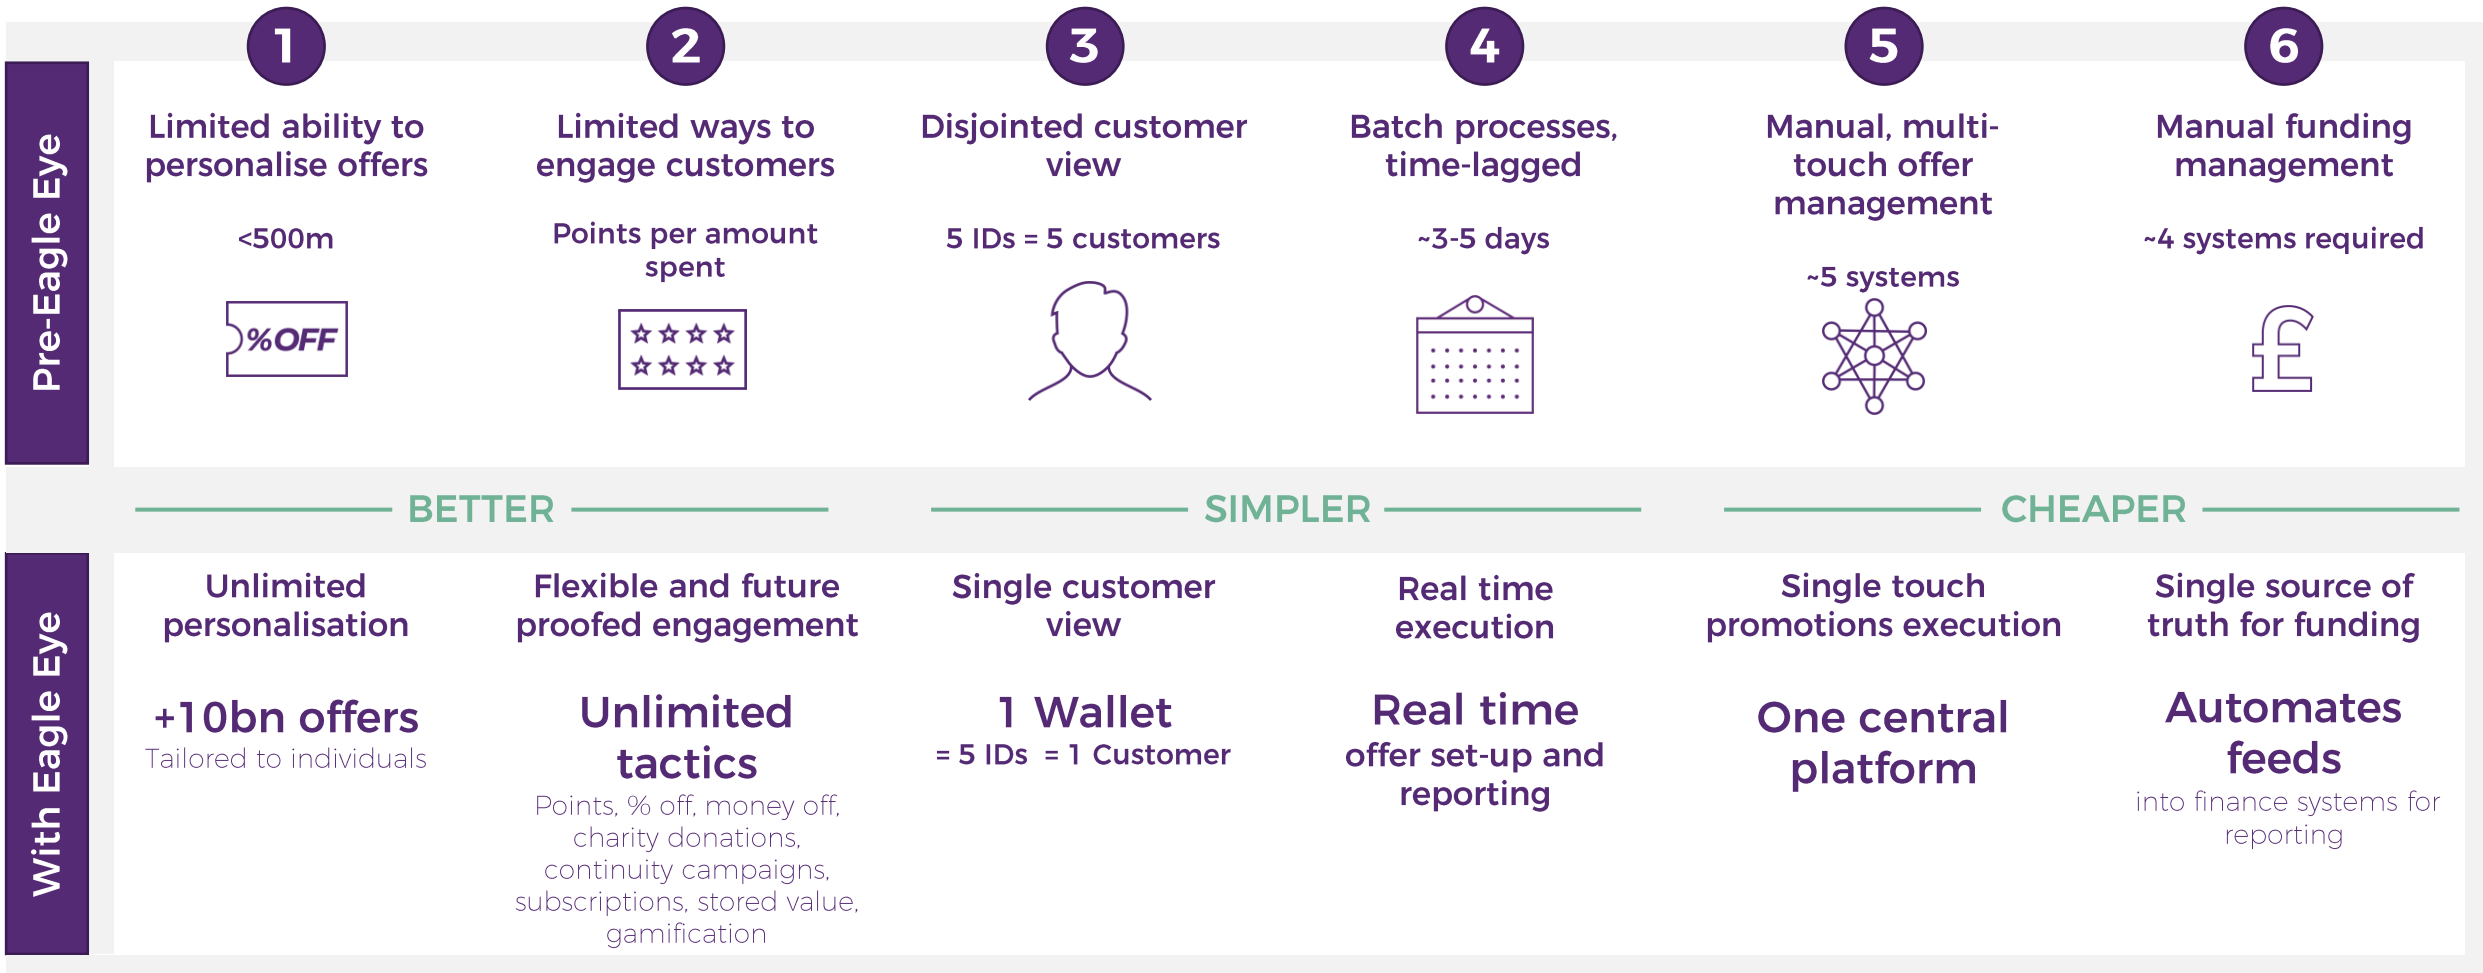 1
2
3
4
5
6
Pre-Eagle Eye
Limited ability to
personalise offers
<500m
%OFF
Limited ways to
engage customers
Points per amount
spent
Disjointed customer
view
5 IDs = 5 customers
Batch processes,
time-lagged
~3-5 days
Manual, multi-
touch offer
management
~5 systems
Manual funding
management
~4 systems required
£
BETTER
SIMPLER
CHEAPER
With Eagle Eye
Unlimited
personalisation
+10bn offers
Tailored to individuals
Flexible and future
proofed engagement
Unlimited
tactics
Points, % off, money off,
charity donations,
continuity campaigns,
subscriptions, stored value,
gamification
Single customer
view
1 Wallet
= 5 IDs = 1 Customer
Real time
execution
Real time
offer set-up and
reporting
Single touch
promotions execution
One central
platform
Single source of
truth for funding
Automates
feeds
into finance systems for
reporting